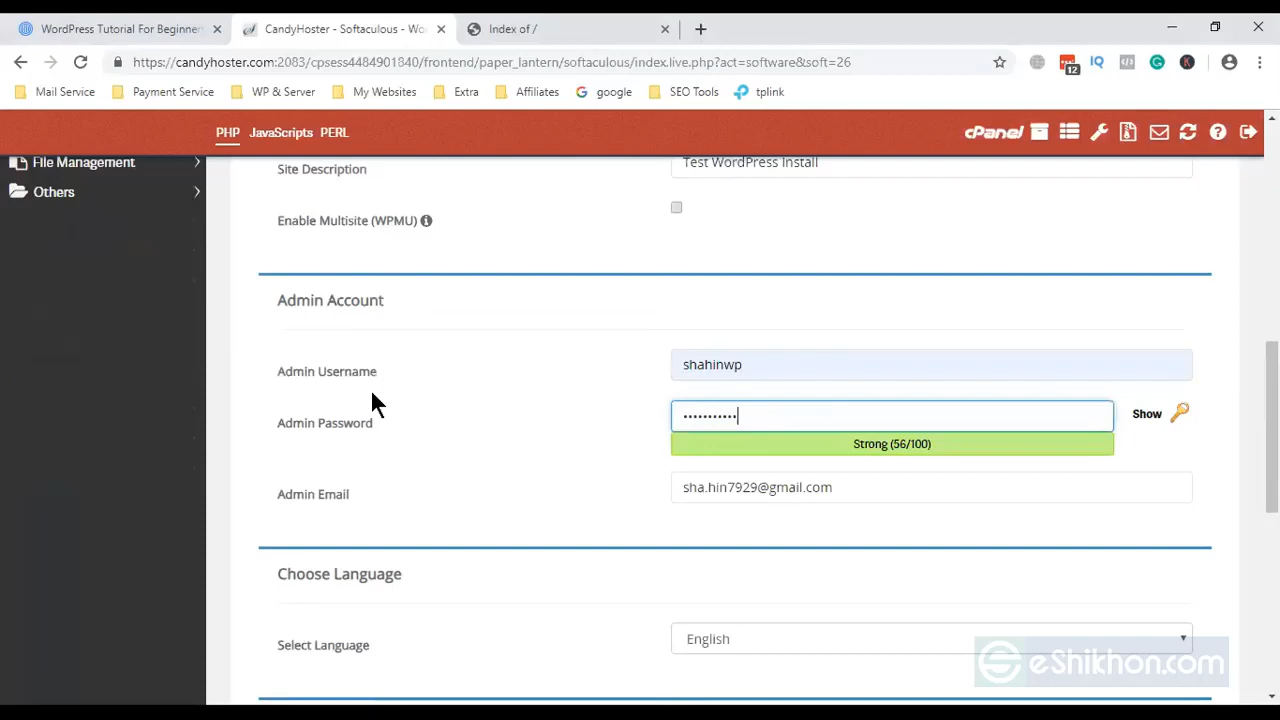 WordPress Tutorial For Beginner
CandyHoster - Softaculous - Wo
Index of /
https://candyhoster.com:2083/cpsess4484901840/frontend/paper_lantern/softaculous/index.live.php?act=software&soft=26
12
IQ
K
Mail Service
Payment Service
WP & Server
My Websites
Extra
Affiliates
google
SEO Tools
tplink
PHP JavaScripts PERL
cPanel
File Management
Others
Site Description
Test WordPress Install
Enable Multisite (WPMU)
Admin Account
Admin Username
shahinwp
Admin Password
•••••••••••
Show
Strong (56/100)
Admin Email
sha.hin7929@gmail.com
Choose Language
Select Language
English
eShikhon.com